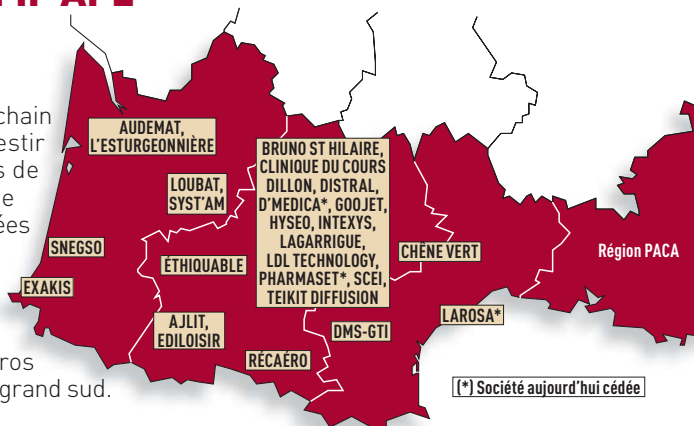 chain
estir
s de
e
ées
ros
grand sud.
AUDEMAT,
L'ESTURGEONNIÈRE
LOUBAT,
SYST'AM
BRUNO ST HILAIRE,
CLINIQUE DU COURS
DILLON, DISTRAL,
D'MEDICA*, GOOJET,
HYSEO, INTEXYS,
LAGARRIGUE,
LDL TECHNOLOGY,
PHARMASET*, SCEI,
TEIKIT DIFFUSION
SNEGSO
ÉTHIQUABLE
CHÊNE VERT
Région PACA
EXAKIS
AJLIT,
EDILOISIR
DMS-GTI
LAROSA*
RÉCAÉRO
(*) Société aujourd'hui cédée